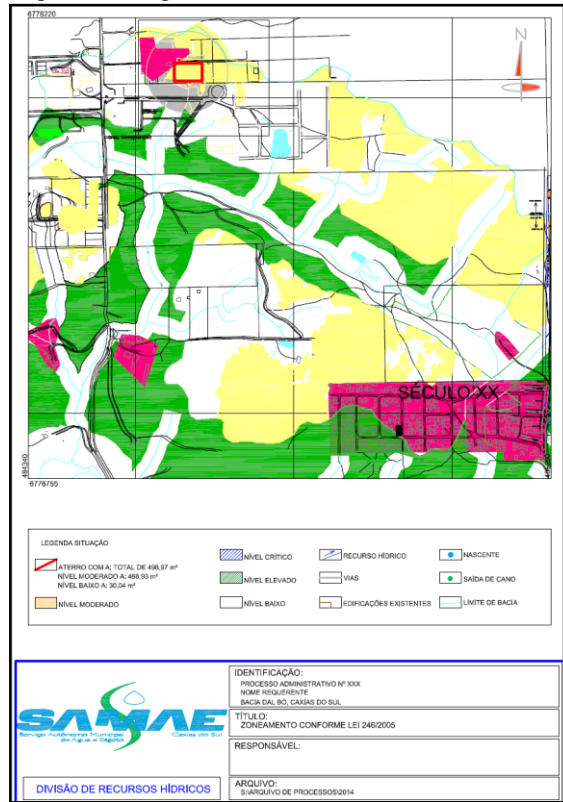 6778220
N
SÉCULO XX
484340
6776755
LEGENDA SITUAÇÃO
ATERRO COM A: TOTAL DE 498,97 m²
NÍVEL MODERADO A: 468,93 m²
NÍVEL BAIXO A: 30,04 m²
NÍVEL MODERADO
NÍVEL CRÍTICO
NÍVEL ELEVADO
NÍVEL BAIXO
RECURSO HÍDRICO
VIAS
EDIFICAÇÕES EXISTENTES
NASCENTE
SAÍDA DE CANO
LIMITE DE BACIA
SAMAE
Serviço Autônomo Municipal de Água e Esgoto
Caxias do Sul
DIVISÃO DE RECURSOS HÍDRICOS
IDENTIFICAÇÃO:
PROCESSO ADMINISTRATIVO Nº XXX
NOME REQUERENTE
BACIA DAL BÓ, CAXIAS DO SUL
TÍTULO:
ZONEAMENTO CONFORME LEI 246/2005
RESPONSÁVEL:
ARQUIVO:
S:\ARQUIVO DE PROCESSOS\2014